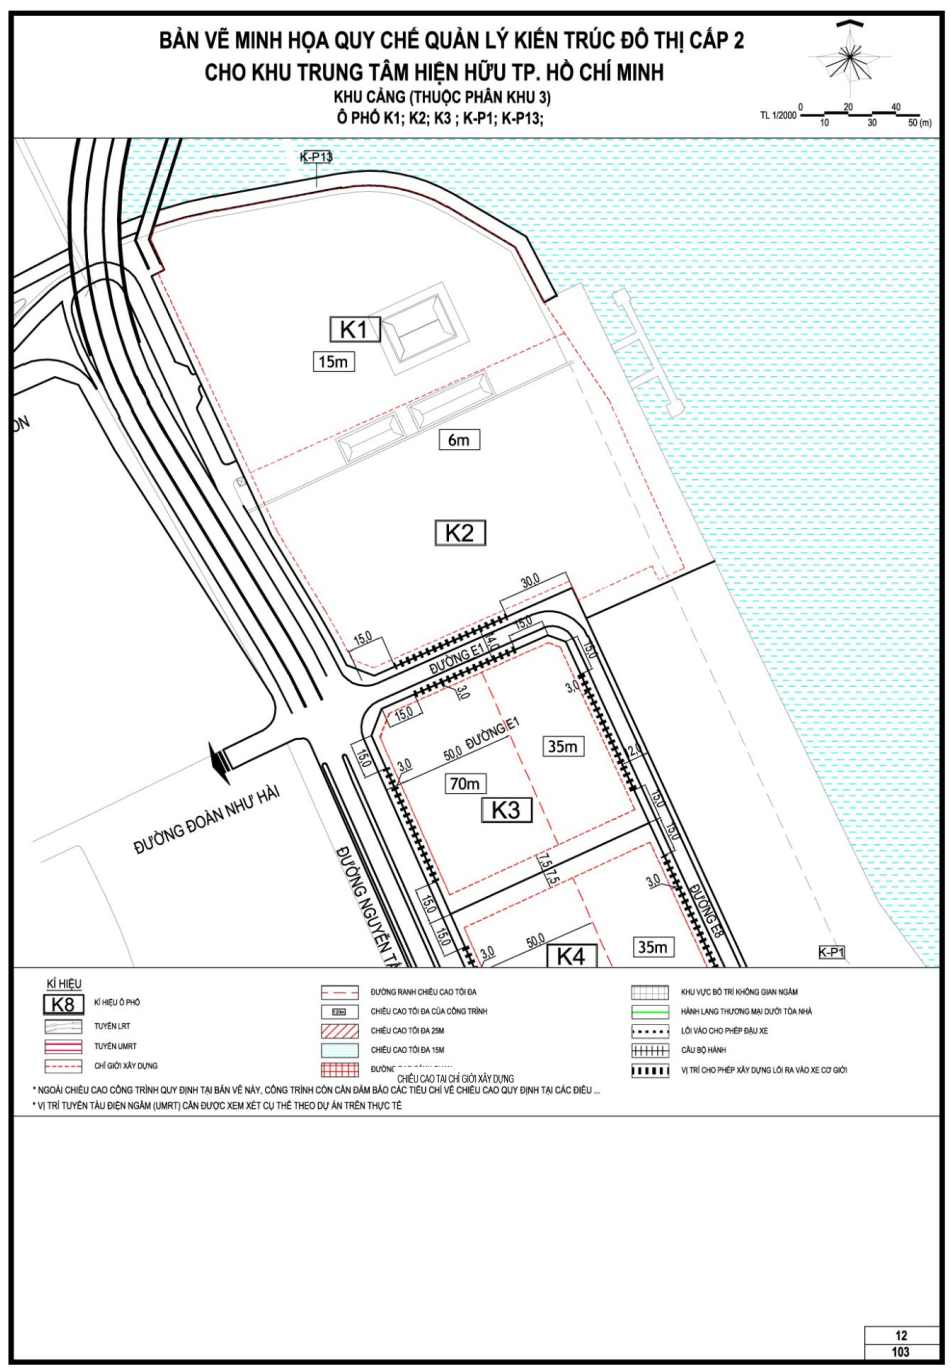 BẢN VẼ MINH HỌA QUY CHẾ QUẢN LÝ KIẾN TRÚC ĐÔ THỊ CẤP 2
CHO KHU TRUNG TÂM HIỆN HỮU TP. HỒ CHÍ MINH
KHU CẢNG (THUỘC PHÂN KHU 3)
Ô PHỐ K1; K2; K3 ; K-P1; K-P13;
TL 1/2000
0 20 40
10 30 50 (m)
K-P13
K1
15m
ÒN
6m
K2
30,0
15,0
15,0
ĐƯỜNG E1
4,0
15,0
3,0
3,0
15,0
ĐƯỜNG E1
15,0
50,0
3,0
35m
2,0
70m
K3
15,0
15,0
ĐƯỜNG ĐOÀN NHƯ HÀI
ĐƯỜNG NGUYỄN TẤ
7,5
7,5
3,0
15,0
15,0
ĐƯỜNG E8
3,0
50,0
K4
35m
K-P1
KÍ HIỆU
K8 KÍ HIỆU Ô PHỐ
TUYẾN LRT
TUYẾN UMRT
CHỈ GIỚI XÂY DỰNG
ĐƯỜNG RANH CHIỀU CAO TỐI ĐA
CHIỀU CAO TỐI ĐA CỦA CÔNG TRÌNH
CHIỀU CAO TỐI ĐA 25M
CHIỀU CAO TỐI ĐA 15M
ĐƯỜNG
CHIỀU CAO TẠI CHỈ GIỚI XÂY DỰNG
KHU VỰC BỐ TRÍ KHÔNG GIAN NGẦM
HÀNH LANG THƯƠNG MẠI DƯỚI TÒA NHÀ
LỐI VÀO CHO PHÉP ĐẬU XE
CẦU BỘ HÀNH
VỊ TRÍ CHO PHÉP XÂY DỰNG LỐI RA VÀO XE CƠ GIỚI
* NGOÀI CHIỀU CAO CÔNG TRÌNH QUY ĐỊNH TẠI BẢN VẼ NÀY, CÔNG TRÌNH CÒN CẦN ĐẢM BẢO CÁC TIÊU CHÍ VỀ CHIỀU CAO QUY ĐỊNH TẠI CÁC ĐIỀU ...
* VỊ TRÍ TUYẾN TÀU ĐIỆN NGẦM (UMRT) CẦN ĐƯỢC XEM XÉT CỤ THỂ THEO DỰ ÁN TRÊN THỰC TẾ
12
103